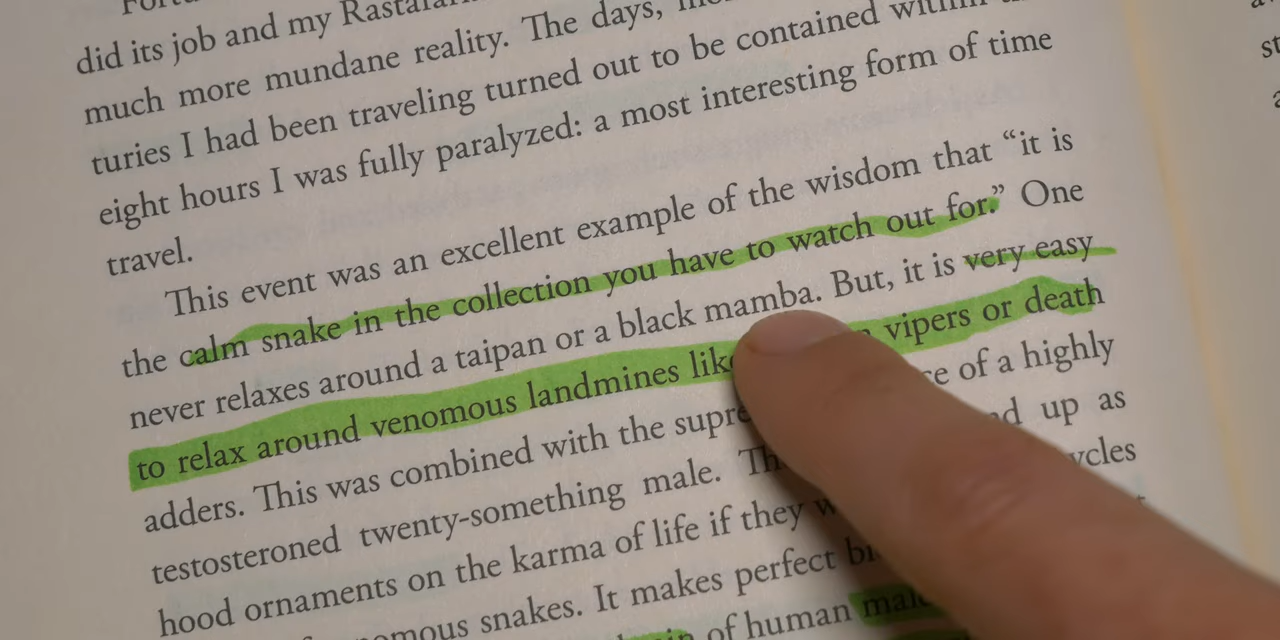 did its job and my
much more mundane reality. The days,
turies I had been traveling turned out to be contained within
eight hours I was fully paralyzed: a most interesting form of time
travel.
This event was an excellent example of the wisdom that “it is
the calm snake in the collection you have to watch out for.” One
never relaxes around a taipan or a black mamba. But, it is very easy
to relax around venomous landmines like vipers or death
adders. This was combined with the of a highly
testosteroned twenty-something male. up as
hood ornaments on the karma of life if they
snakes. It makes perfect
of human
st